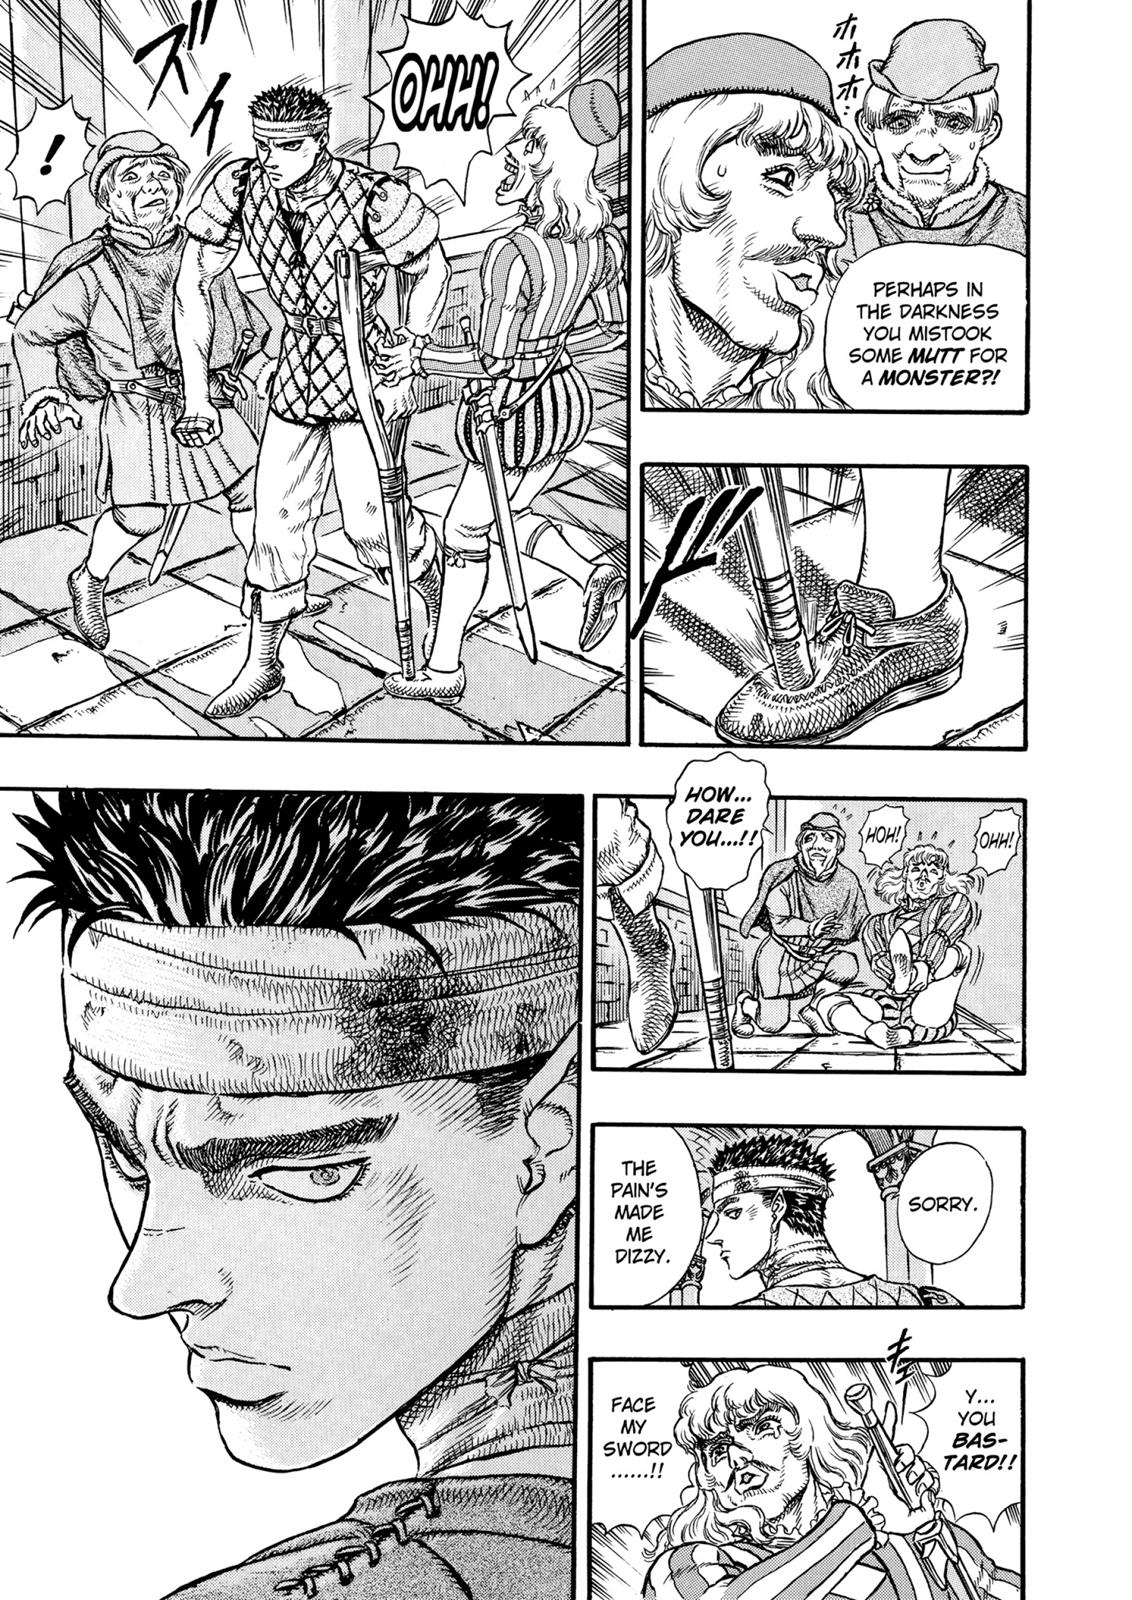 ホホホ…
PERHAPS IN
THE DARKNESS
YOU MISTOOK
SOME MUTT FOR
A MONSTER?!
ズイ
OHH!
!
HOW...
DARE
YOU...!!
OHH!
HOH!
SORRY.
THE
PAIN'S
MADE
ME
DIZZY.
Y...
YOU
BAS-
TARD!!
FACE
MY
SWORD
......!!